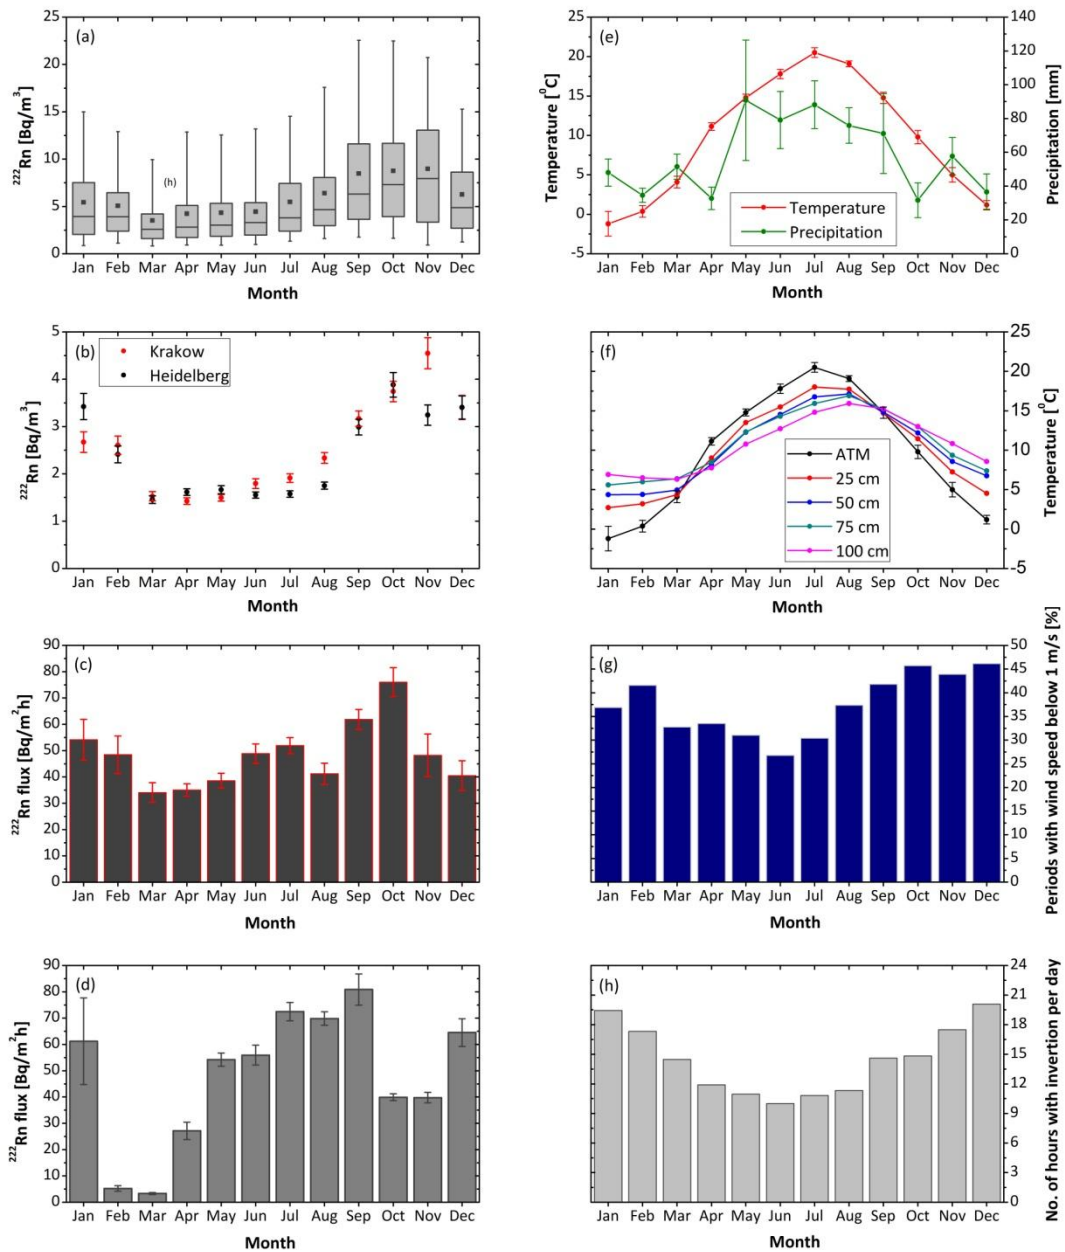 (a)
²²²Rn [Bq/m³]
25
20
15
10
5
0
(h)
Jan Feb Mar Apr May Jun Jul Aug Sep Oct Nov Dec
Month
(e)
Temperature [⁰C]
25
20
15
10
5
0
-5
Precipitation [mm]
140
120
100
80
60
40
20
0
Temperature
Precipitation
Jan Feb Mar Apr May Jun Jul Aug Sep Oct Nov Dec
Month
(b)
²²²Rn [Bq/m³]
5
4
3
2
1
0
Krakow
Heidelberg
Jan Feb Mar Apr May Jun Jul Aug Sep Oct Nov Dec
Month
(f)
Temperature [⁰C]
25
20
15
10
5
0
-5
ATM
25 cm
50 cm
75 cm
100 cm
Jan Feb Mar Apr May Jun Jul Aug Sep Oct Nov Dec
Month
(c)
²²²Rn flux [Bq/m²h]
90
80
70
60
50
40
30
20
10
0
Jan Feb Mar Apr May Jun Jul Aug Sep Oct Nov Dec
Month
(g)
Periods with wind speed below 1 m/s [%]
50
45
40
35
30
25
20
15
10
5
0
Jan Feb Mar Apr May Jun Jul Aug Sep Oct Nov Dec
Month
(d)
²²²Rn flux [Bq/m²h]
90
80
70
60
50
40
30
20
10
0
Jan Feb Mar Apr May Jun Jul Aug Sep Oct Nov Dec
Month
(h)
No. of hours with invertion per day
24
21
18
15
12
9
6
3
0
Jan Feb Mar Apr May Jun Jul Aug Sep Oct Nov Dec
Month